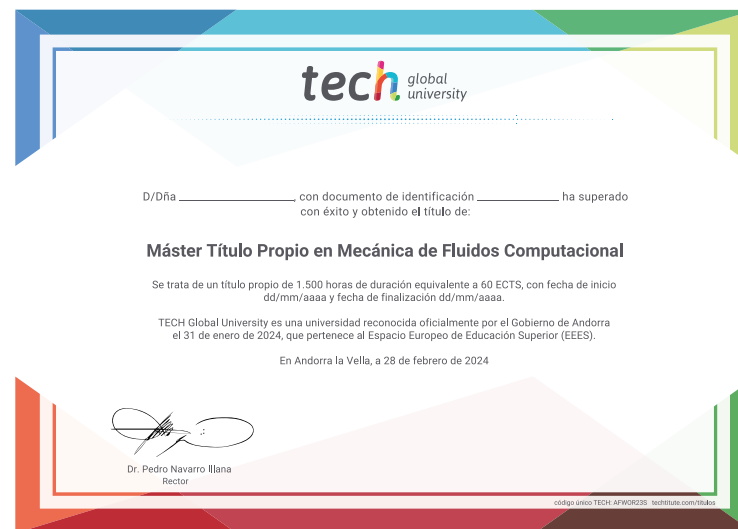 tech global university
D/Dña ______________, con documento de identificación ______________ ha superado
con éxito y obtenido el título de:
Máster Título Propio en Mecánica de Fluidos Computacional
Se trata de un título propio de 1.500 horas de duración equivalente a 60 ECTS, con fecha de inicio
dd/mm/aaaa y fecha de finalización dd/mm/aaaa.
TECH Global University es una universidad reconocida oficialmente por el Gobierno de Andorra
el 31 de enero de 2024, que pertenece al Espacio Europeo de Educación Superior (EEES).
En Andorra la Vella, a 28 de febrero de 2024
Dr. Pedro Navarro Illana
Rector
código único TECH: AFWOR23S techtitute.com/titulos